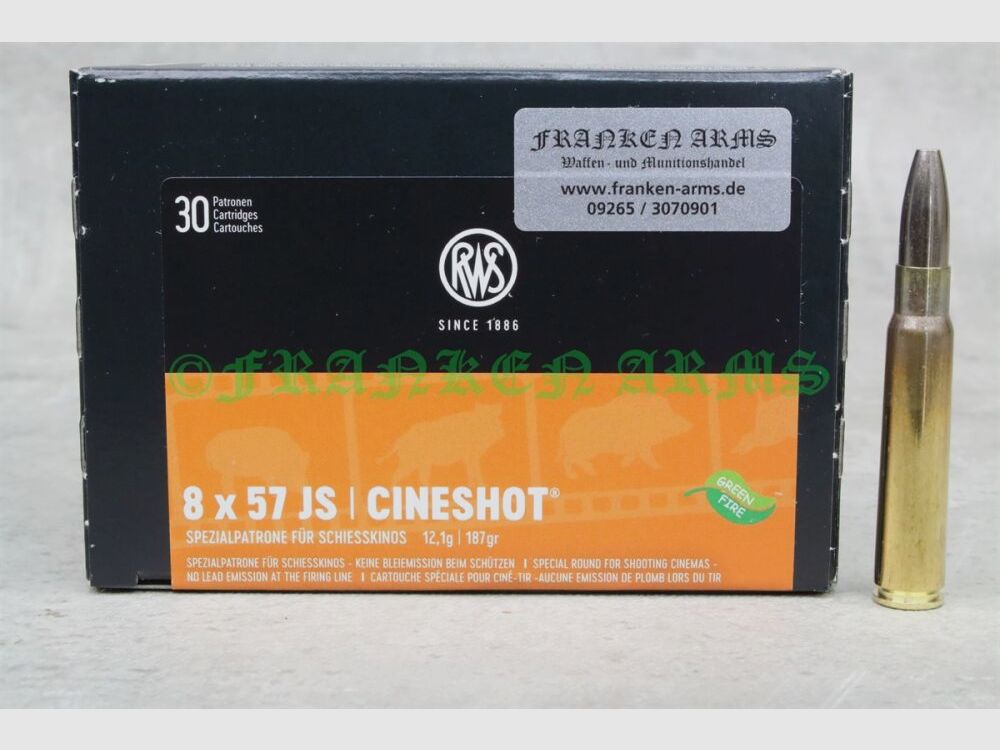 FRANKEN ARMS
Waffen- und Munitionshandel
www.franken-arms.de
09265 / 3070901
30 Patronen
Cartridges
Cartouches
RWS
SINCE 1886
©FRANKEN ARMS
8 x 57 JS | CINESHOT®
SPEZIALPATRONE FÜR SCHIESSKINOS 12,1g | 187gr
GREEN
FIRE
SPEZIALPATRONE FÜR SCHIESSKINOS - KEINE BLEIEMISSION BEIM SCHÜTZEN | SPECIAL ROUND FOR SHOOTING CINEMAS -
NO LEAD EMISSION AT THE FIRING LINE | CARTOUCHE SPÉCIALE POUR CINÉ-TIR -AUCUNE EMISSION DE PLOMB LORS DU TIR